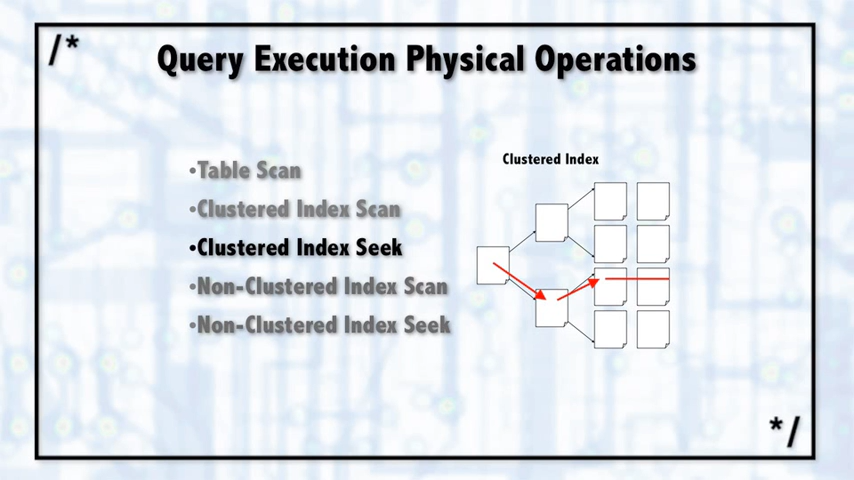 /*
Query Execution Physical Operations
Clustered Index
•Table Scan
•Clustered Index Scan
•Clustered Index Seek
•Non-Clustered Index Scan
•Non-Clustered Index Seek
*/